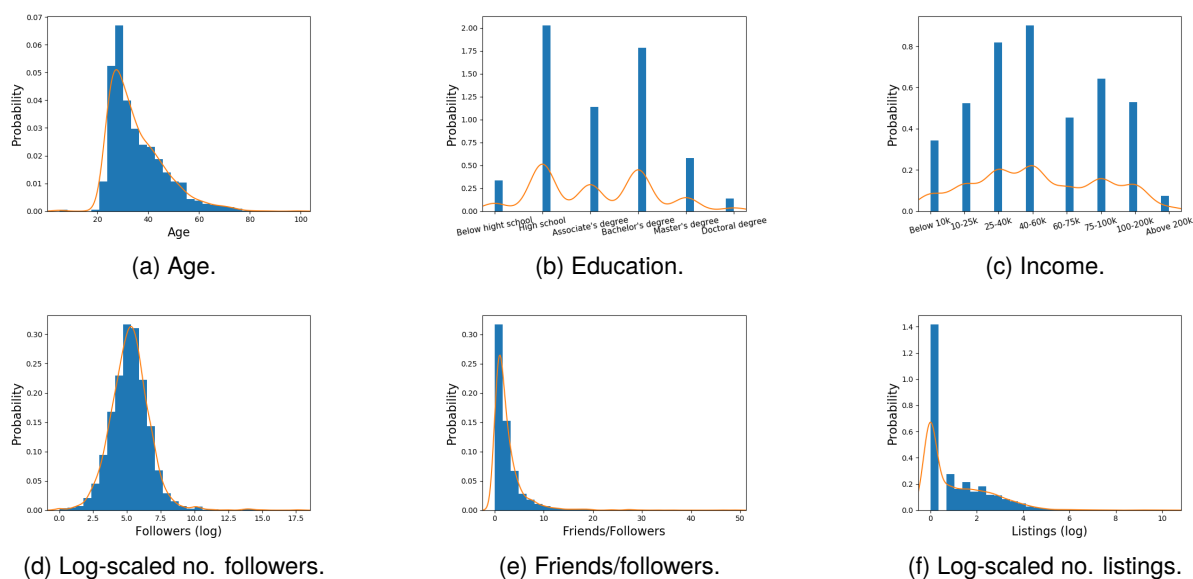 0.07
0.06
0.05
0.04
0.03
0.02
0.01
0.00
Probability
20 40 60 80 100
Age
(a) Age.
2.00
1.75
1.50
1.25
1.00
0.75
0.50
0.25
0.00
Probability
Below hight school High school Associate's degree Bachelor's degree Master's degree Doctoral degree
(b) Education.
0.8
0.6
0.4
0.2
0.0
Probability
Below 10k 10-25k 25-40k 40-60k 60-75k 75-100k 100-200k Above 200k
(c) Income.
0.30
0.25
0.20
0.15
0.10
0.05
0.00
Probability
0.0 2.5 5.0 7.5 10.0 12.5 15.0 17.5
Followers (log)
(d) Log-scaled no. followers.
0.30
0.25
0.20
0.15
0.10
0.05
0.00
Probability
0 10 20 30 40 50
Friends/Followers
(e) Friends/followers.
1.4
1.2
1.0
0.8
0.6
0.4
0.2
0.0
Probability
0 2 4 6 8 10
Listings (log)
(f) Log-scaled no. listings.